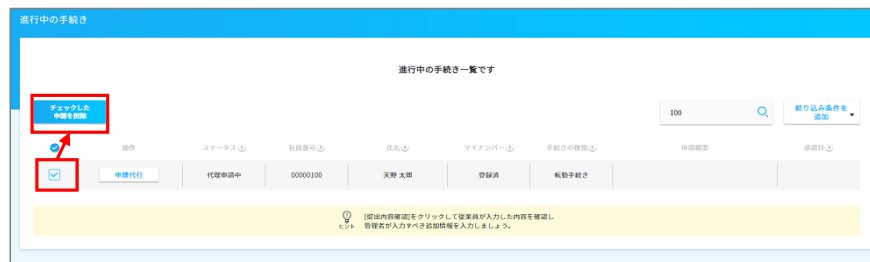 進行中の手続き
進行中の手続き一覧です
チェックした
申請を削除
100
絞り込み条件を
追加
操作 ステータス 社員番号 氏名 マイナンバー 手続きの種類 申請概要 承認日
申請代行 代理申請中 00000100 天野 太郎 登録済 転勤手続き
ヒント
[提出内容確認]をクリックして従業員が入力した内容を確認し
管理者が入力すべき追加情報を入力しましょう。